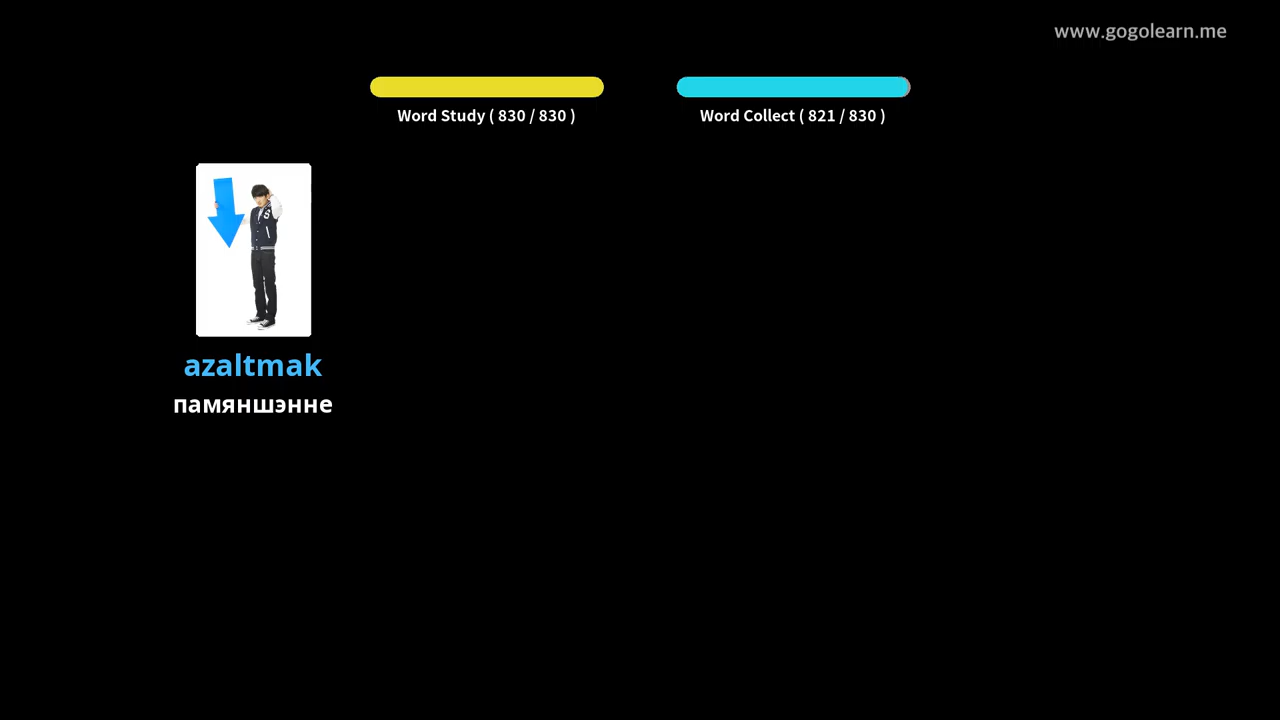 www.gogolearn.me
Word Study ( 830 / 830 )
Word Collect ( 821 / 830 )
S
azaltmak
памяншэнне